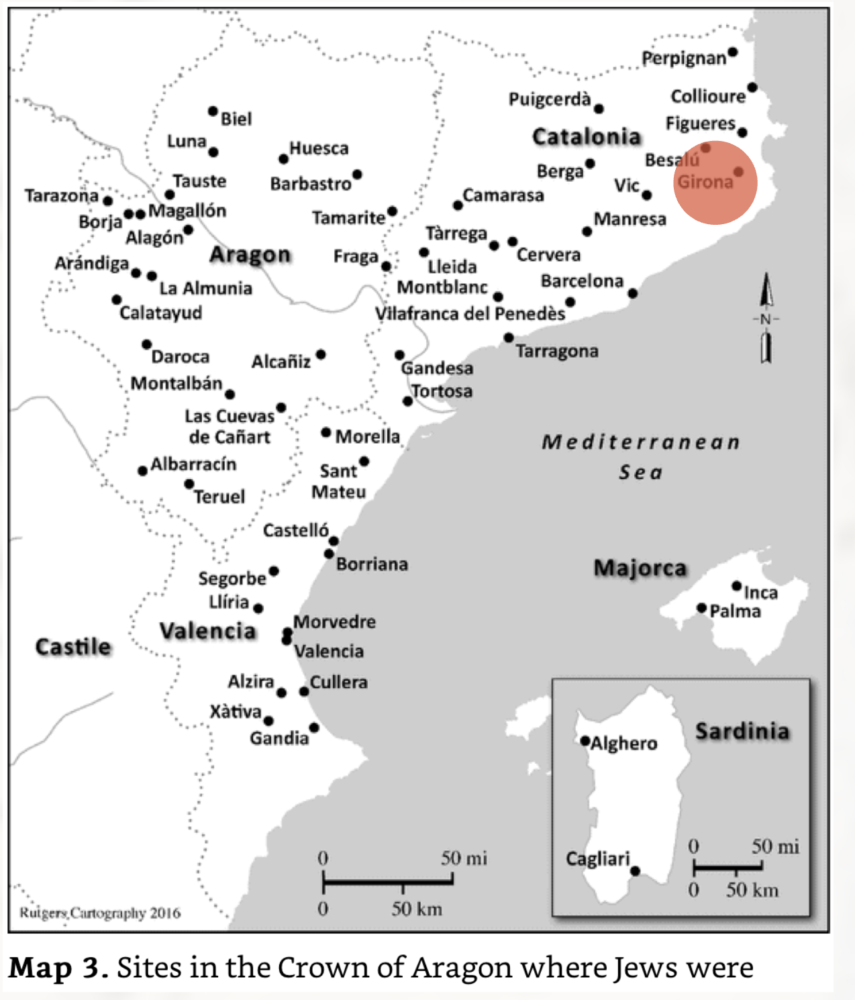 Perpignan
Collioure
Puigcerdà
Figueres
Catalonia
Besalú
Berga
Girona
Vic
Biel
Luna
Huesca
Tauste
Barbastro
Tarazona
Camarasa
Magallón
Borja
Tamarite
Manresa
Alagón
Tàrrega
Aragon
Fraga
Cervera
Arándiga
Lleida
La Almunia
Montblanc
Barcelona
Calatayud
Vilafranca del Penedès
-N-
Tarragona
Daroca
Alcañiz
Gandesa
Montalbán
Tortosa
Las Cuevas
de Cañart
Morella
Mediterranean
Sea
Albarracín
Sant
Mateu
Teruel
Castelló
Borriana
Majorca
Segorbe
Inca
Llíria
Palma
Morvedre
Valencia
Castile
Valencia
Alzira
Cullera
Xàtiva
Gandia
Sardinia
Alghero
Cagliari
0 50 mi
0 50 km
0 50 mi
0 50 km
Rutgers Cartography 2016
Map 3. Sites in the Crown of Aragon where Jews were